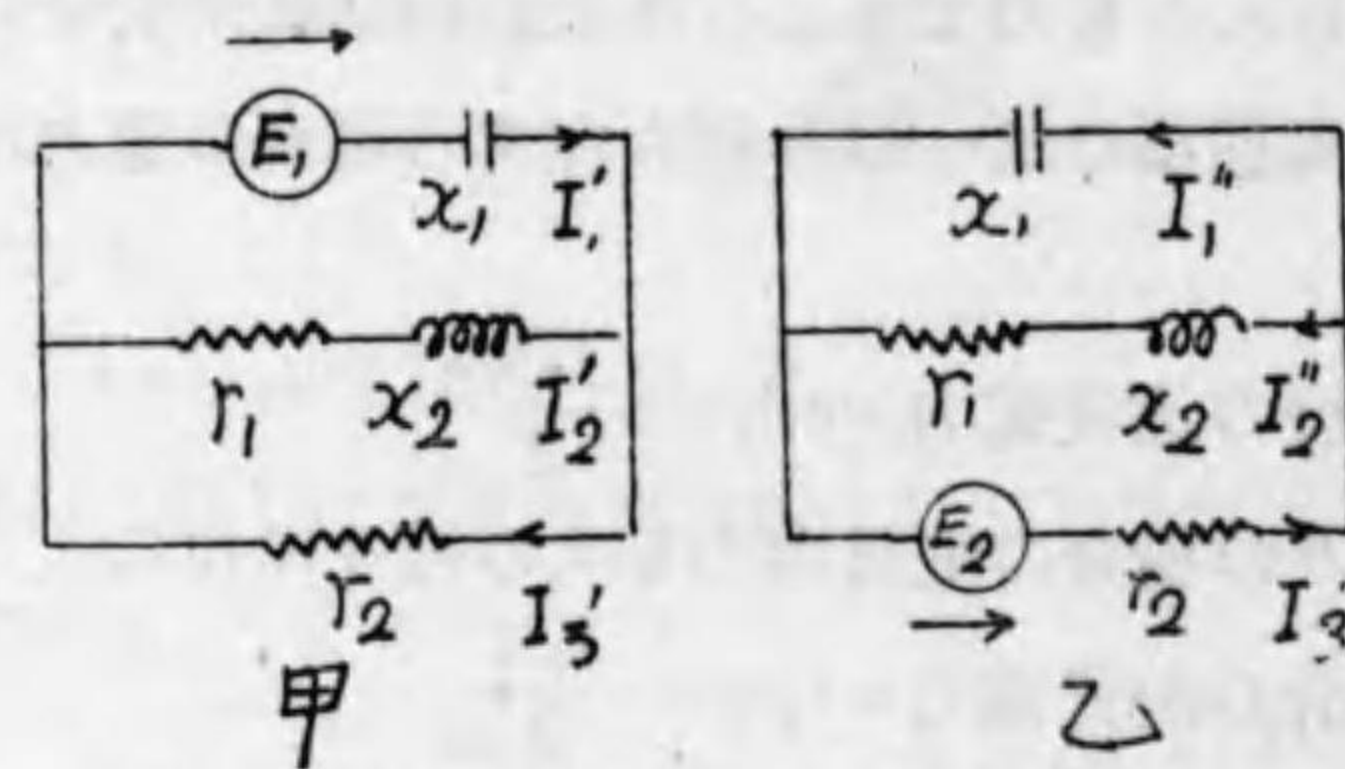 E₁
x₁ I₁′
r₁ x₂ I₂′
r₂ I₃′
甲
x₁ I₁″
r₁ x₂ I₂″
E₂ r₂
乙